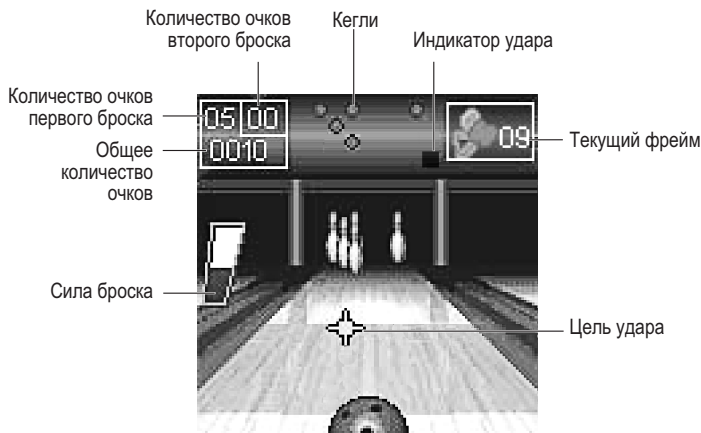 Количество очков
второго броска
Кегли
Индикатор удара
Количество очков
первого броска
05 00
0010
09
Общее
количество
очков
Текущий фрейм
Сила броска
Цель удара